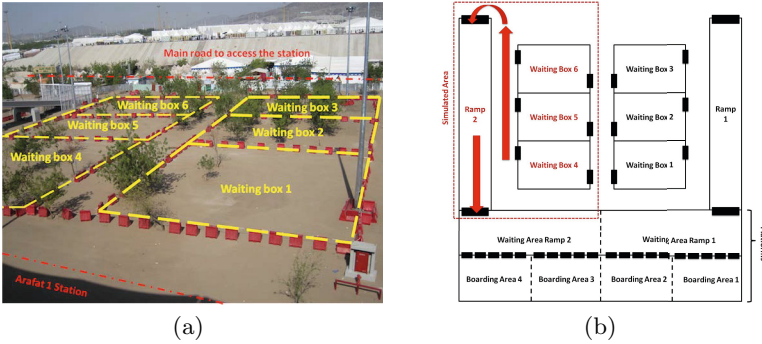 Main road to access the station
Waiting box 6
Waiting box 3
Waiting box 5
Waiting box 2
Waiting box 4
Waiting box 1
Arafat 1 Station
(a)
Simulated Area
Ramp
2
Waiting Box 6
Waiting Box 3
Waiting Box 5
Waiting Box 2
Waiting Box 4
Waiting Box 1
Ramp
1
Waiting Area Ramp 2
Waiting Area Ramp 1
Boarding Area 4
Boarding Area 3
Boarding Area 2
Boarding Area 1
(b)